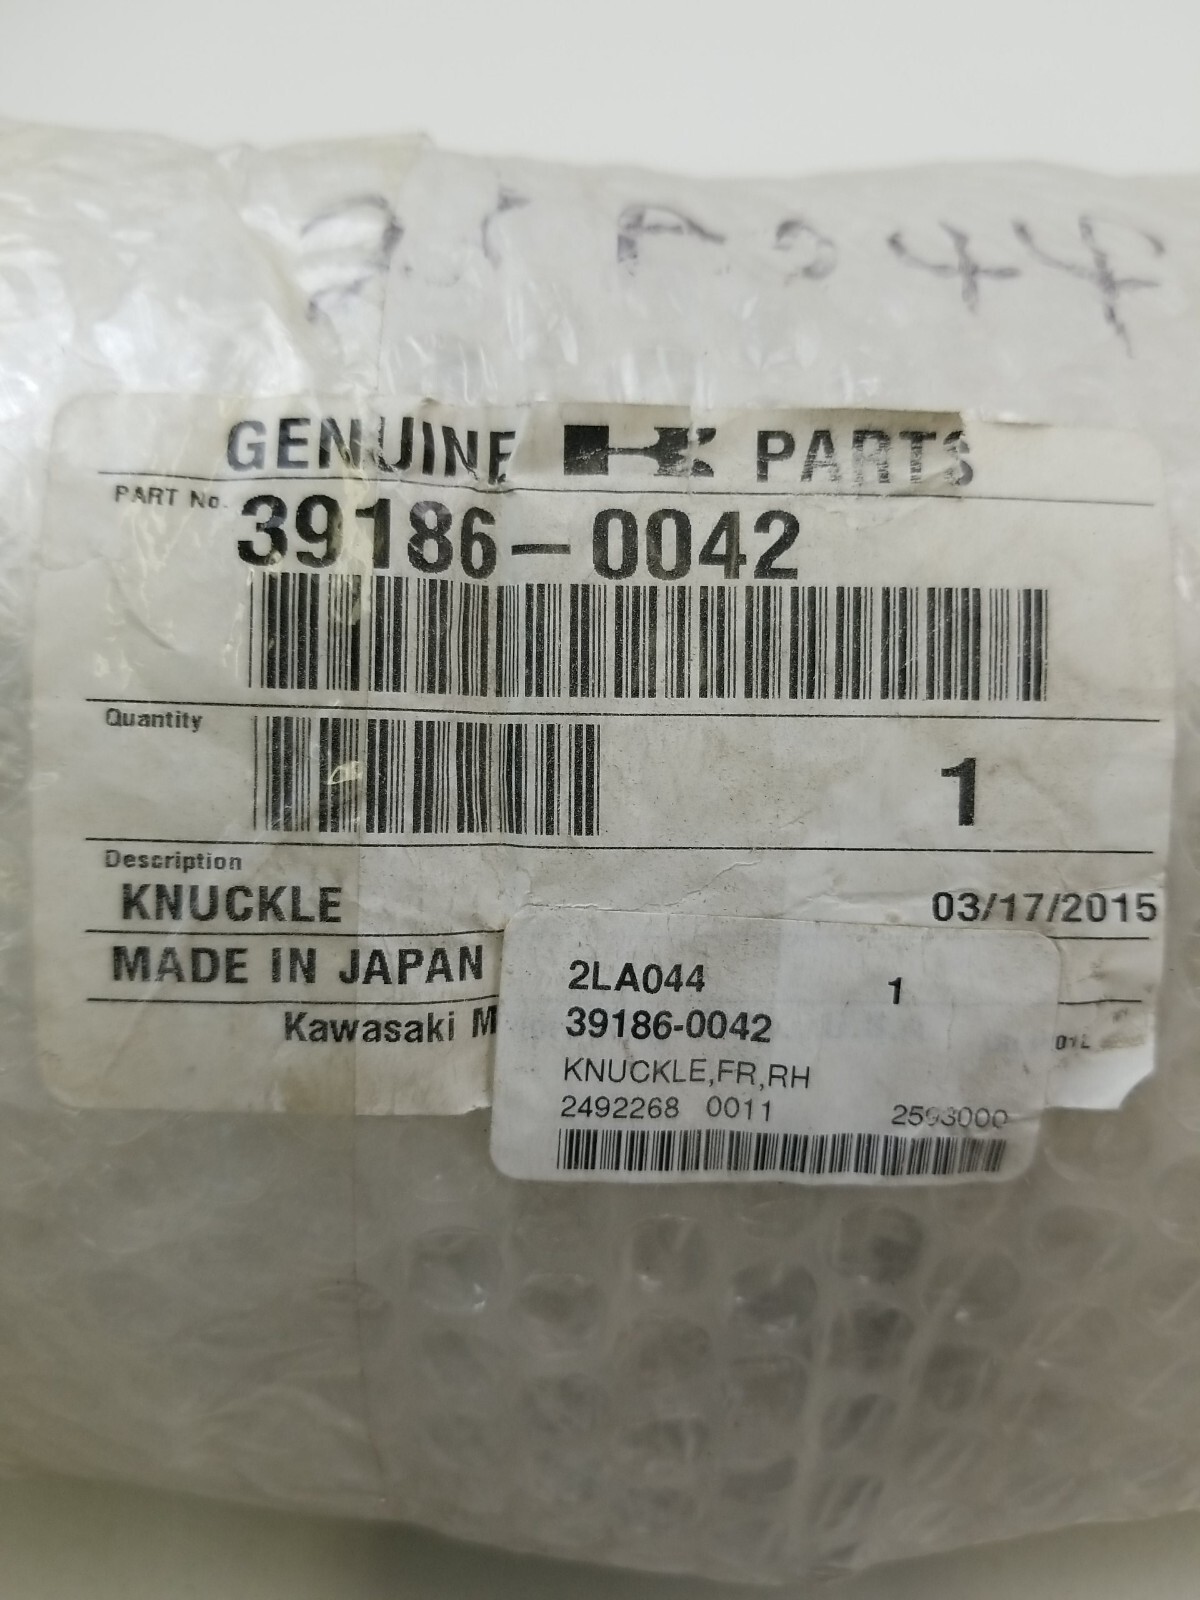 GENUINE PARTS
PART No. 39186-0042
Quantity
1
Description
KNUCKLE 03/17/2015
MADE IN JAPAN
Kawasaki M
2LA044 1
39186-0042
KNUCKLE,FR,RH
2492268 0011 2593000